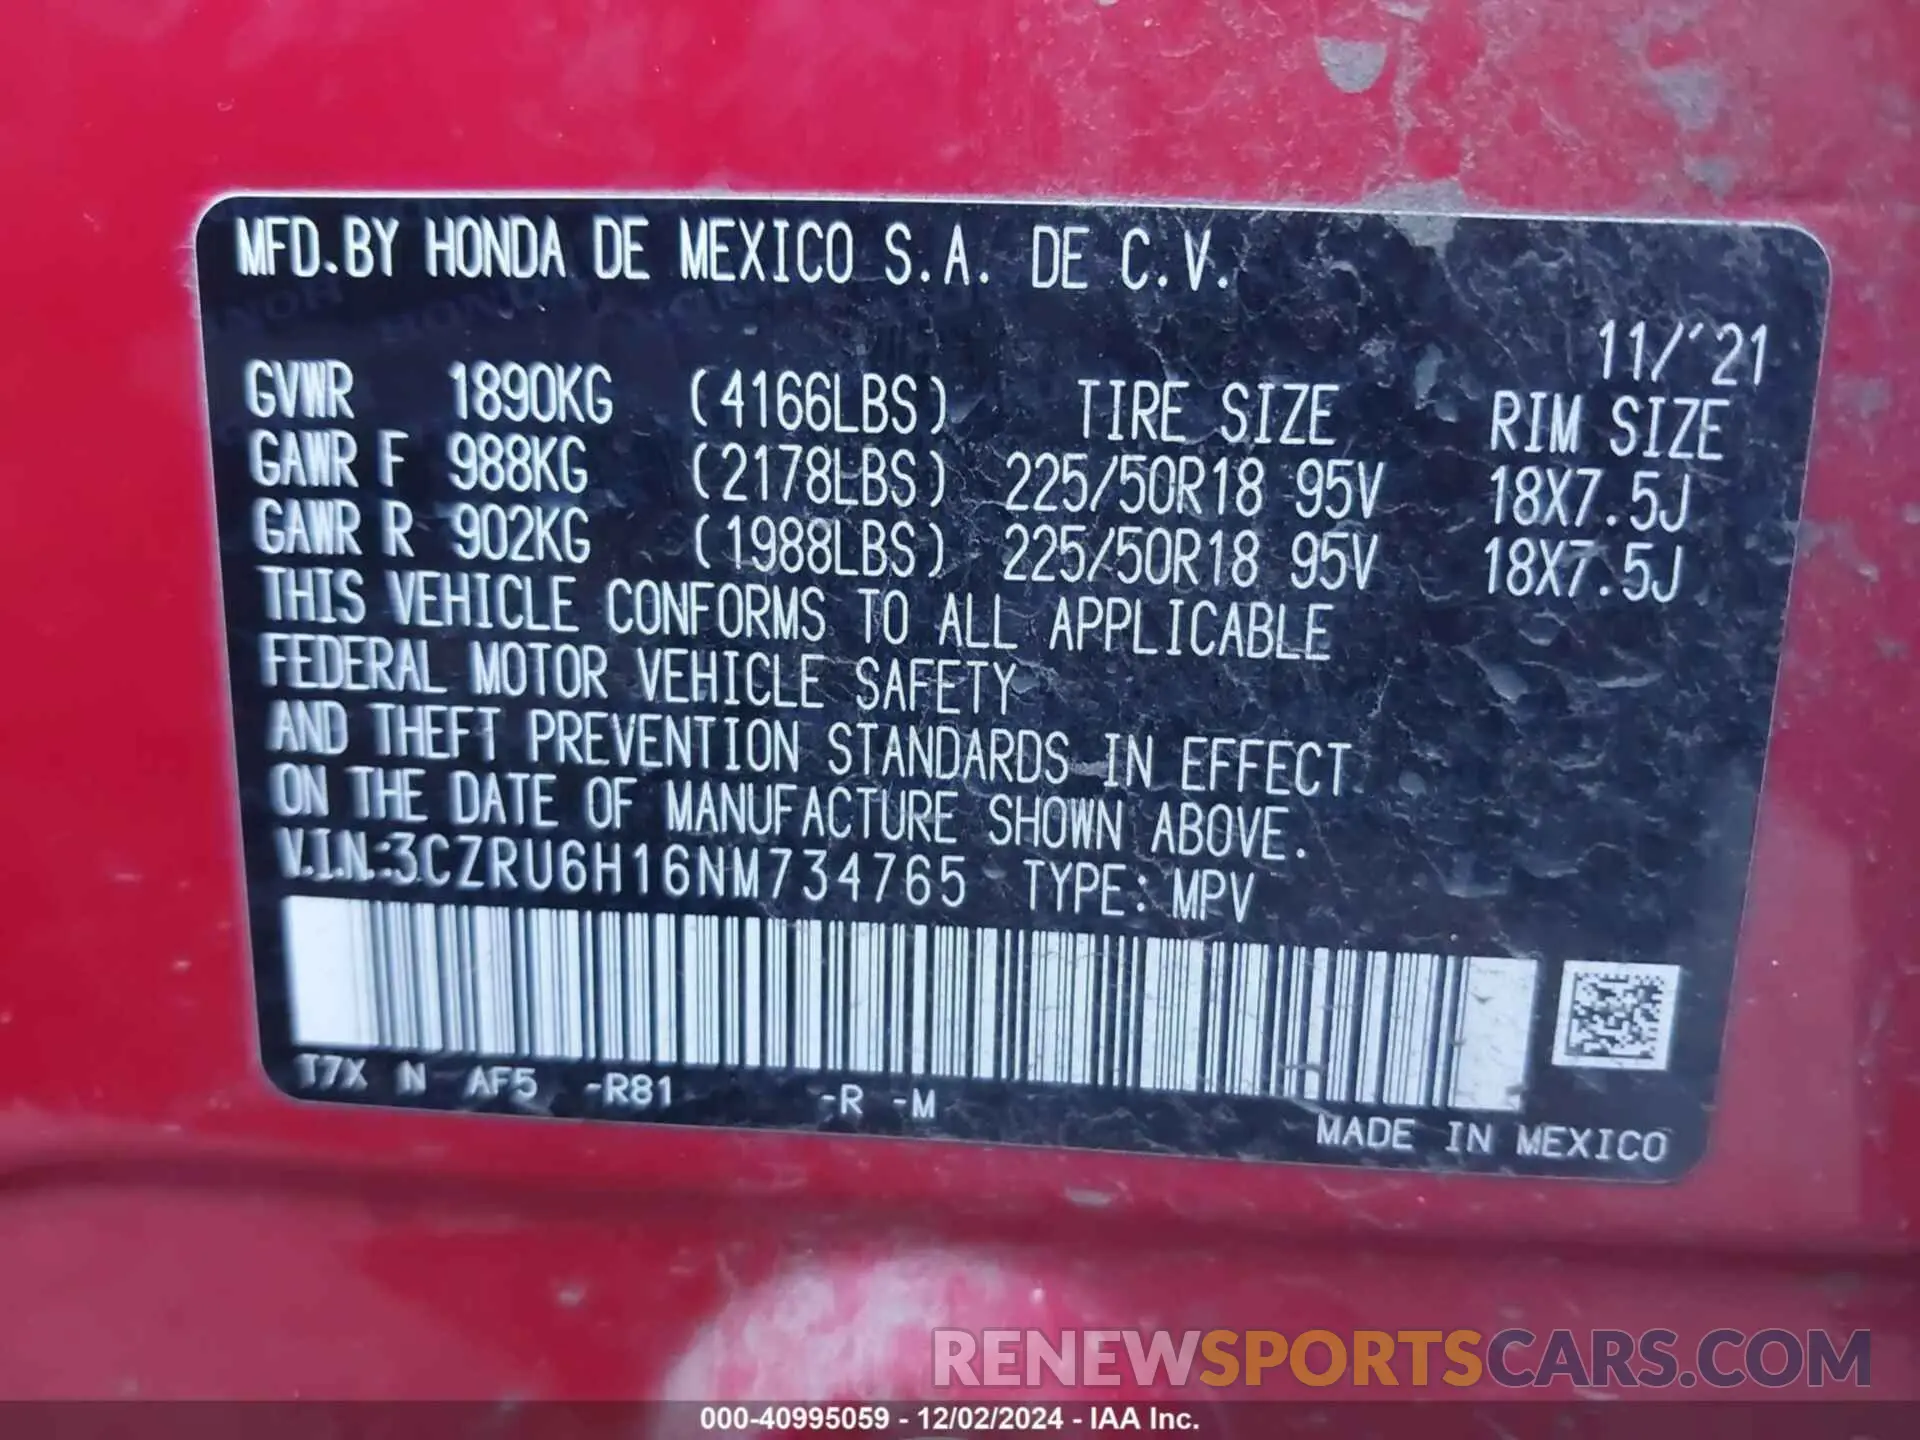 MFD.BY HONDA DE MEXICO S.A. DE C.V.
11/'21
GVWR 1890KG (4166LBS) TIRE SIZE RIM SIZE
GAWR F 988KG (2178LBS) 225/50R18 95V 18X7.5J
GAWR R 902KG (1988LBS) 225/50R18 95V 18X7.5J
THIS VEHICLE CONFORMS TO ALL APPLICABLE
FEDERAL MOTOR VEHICLE SAFETY
AND THEFT PREVENTION STANDARDS IN EFFECT
ON THE DATE OF MANUFACTURE SHOWN ABOVE.
V.I.N.:3CZRU6H16NM734765 TYPE: MPV
T7X N AF5 -R81 -R -M
MADE IN MEXICO
RENEWSPORTSCARS.COM
000-40995059 - 12/02/2024 - IAA Inc.